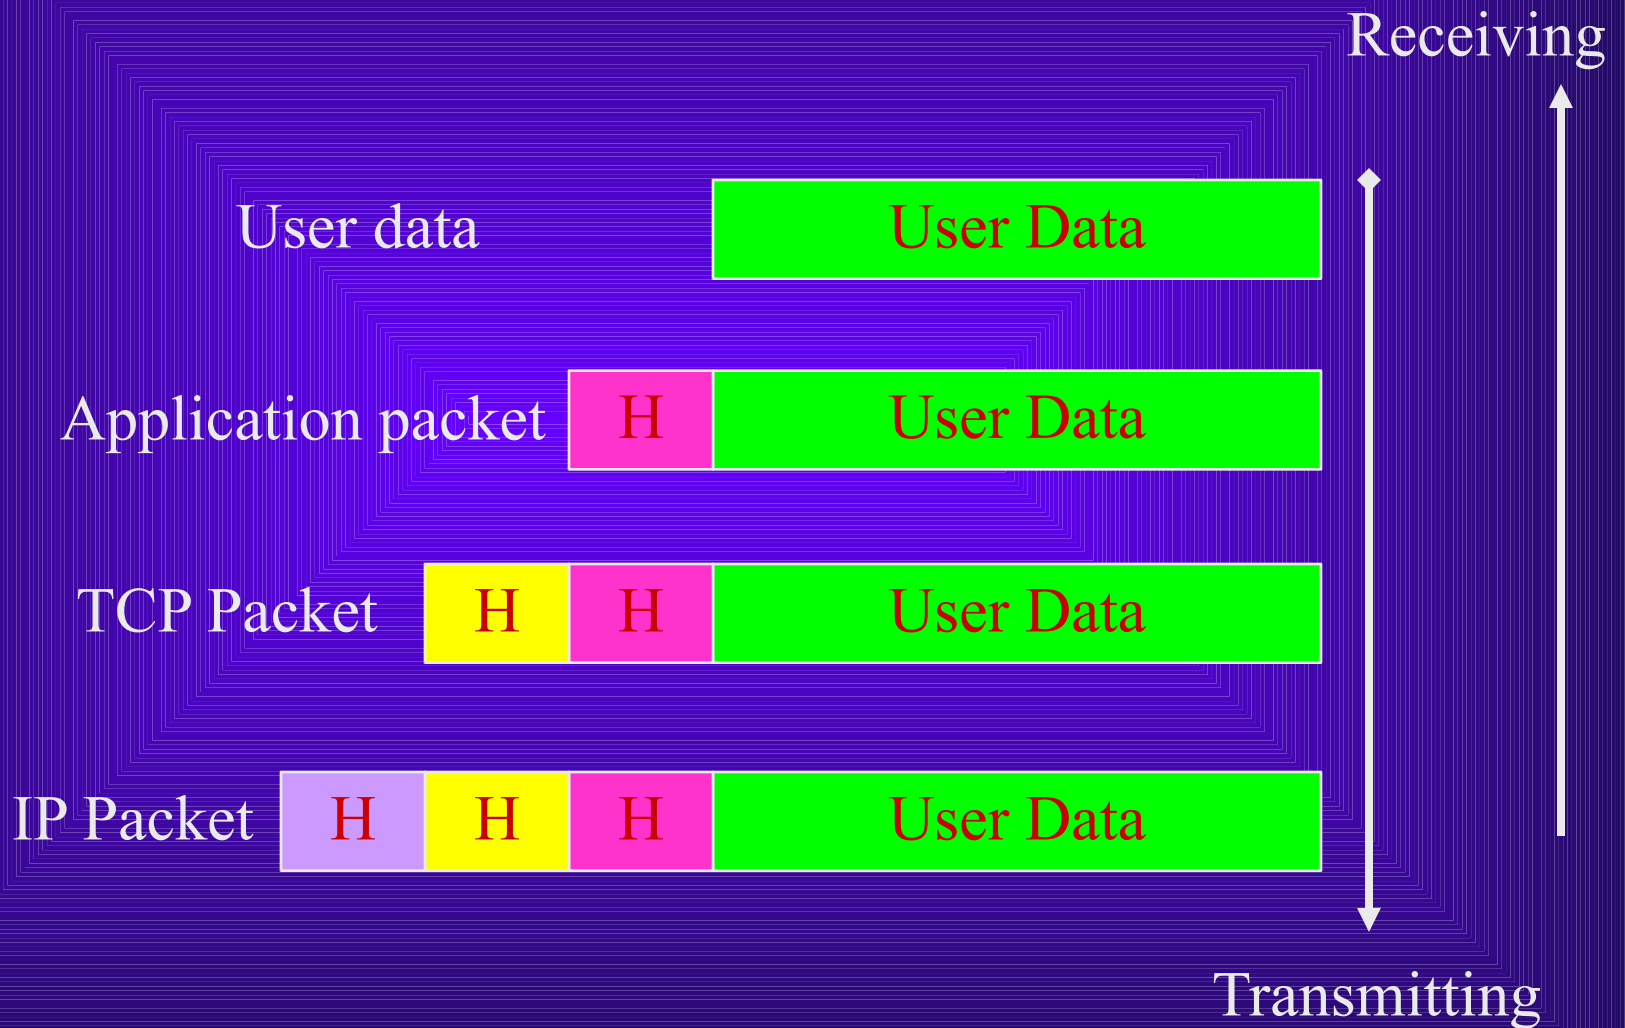 Receiving
User data User Data
Application packet H User Data
TCP Packet H H User Data
IP Packet H H H User Data
Transmitting